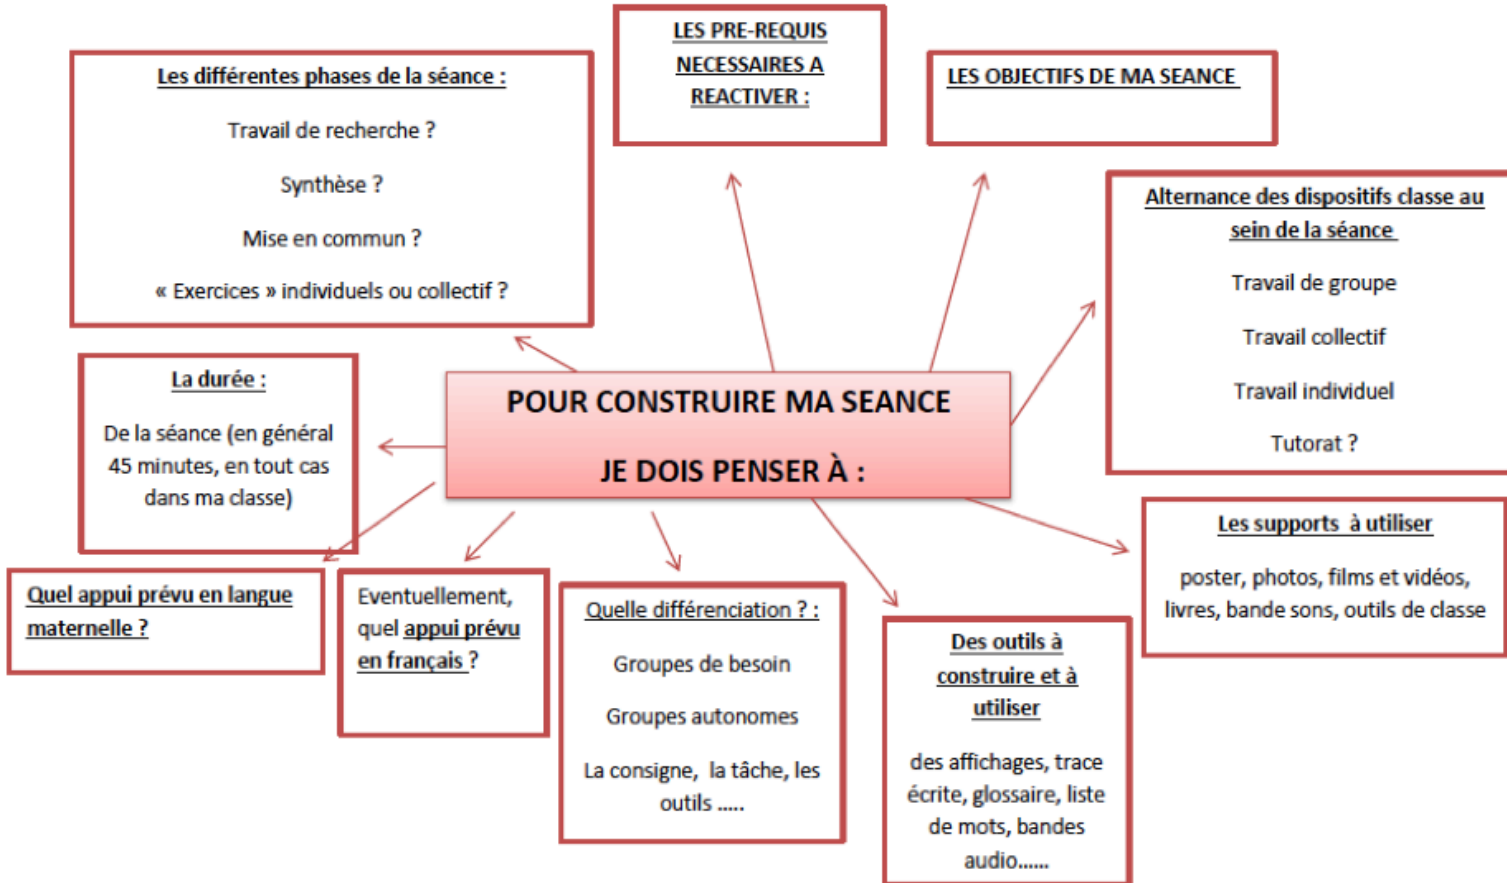 LES PRE-REQUIS
NECESSAIRES A
REACTIVER :
Les différentes phases de la séance :
Travail de recherche ?
Synthèse ?
Mise en commun ?
« Exercices » individuels ou collectif ?
LES OBJECTIFS DE MA SEANCE
Alternance des dispositifs classe au
sein de la séance
Travail de groupe
Travail collectif
Travail individuel
Tutorat ?
La durée :
De la séance (en général
45 minutes, en tout cas
dans ma classe)
POUR CONSTRUIRE MA SEANCE
JE DOIS PENSER À :
Les supports à utiliser
poster, photos, films et vidéos,
livres, bande sons, outils de classe
Quel appui prévu en langue
maternelle ?
Eventuellement,
quel appui prévu
en français ?
Quelle différenciation ? :
Groupes de besoin
Groupes autonomes
La consigne, la tâche, les
outils .....
Des outils à
construire et à
utiliser
des affichages, trace
écrite, glossaire, liste
de mots, bandes
audio......